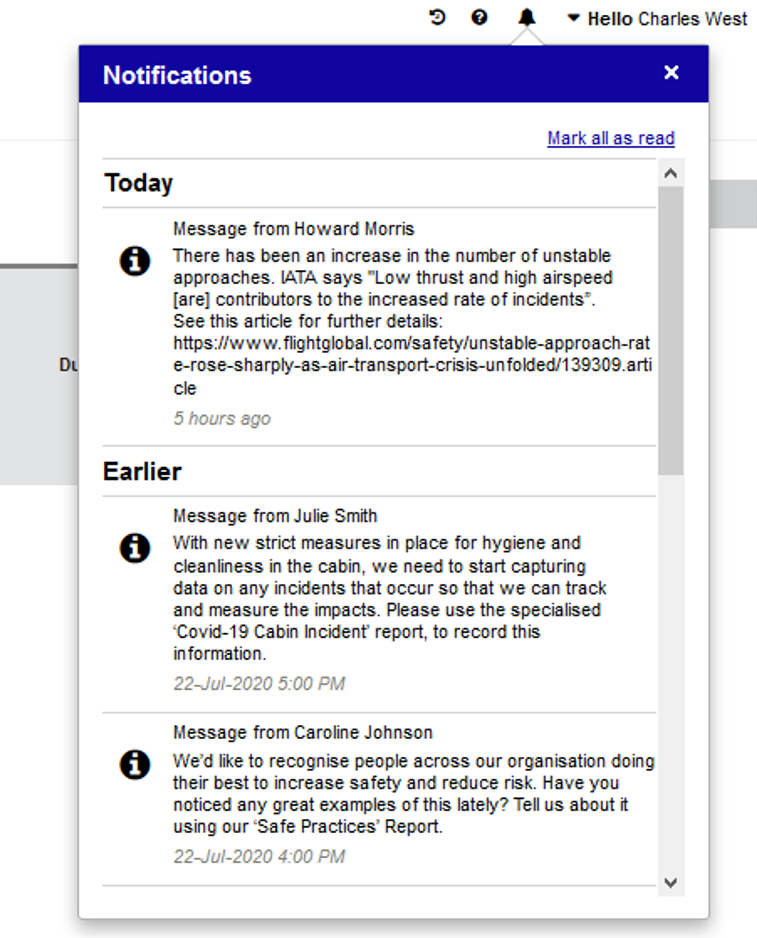 Hello Charles West
Notifications
Mark all as read
Today
Message from Howard Morris
There has been an increase in the number of unstable
approaches. IATA says "Low thrust and high airspeed
[are] contributors to the increased rate of incidents”.
See this article for further details:
https://www.flightglobal.com/safety/unstable-approach-rat
e-rose-sharply-as-air-transport-crisis-unfolded/139309.arti
cle
5 hours ago
Earlier
Message from Julie Smith
With new strict measures in place for hygiene and
cleanliness in the cabin, we need to start capturing
data on any incidents that occur so that we can track
and measure the impacts. Please use the specialised
‘Covid-19 Cabin Incident’ report, to record this
information.
22-Jul-2020 5:00 PM
Message from Caroline Johnson
We’d like to recognise people across our organisation doing
their best to increase safety and reduce risk. Have you
noticed any great examples of this lately? Tell us about it
using our ‘Safe Practices’ Report.
22-Jul-2020 4:00 PM